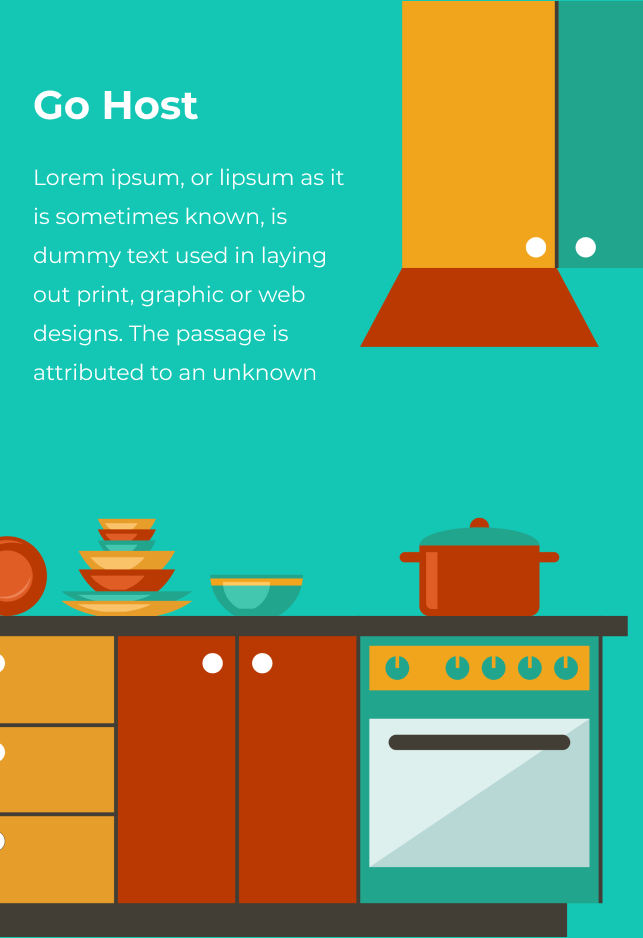 Go Host
Lorem ipsum, or lipsum as it
is sometimes known, is
dummy text used in laying
out print, graphic or web
designs. The passage is
attributed to an unknown